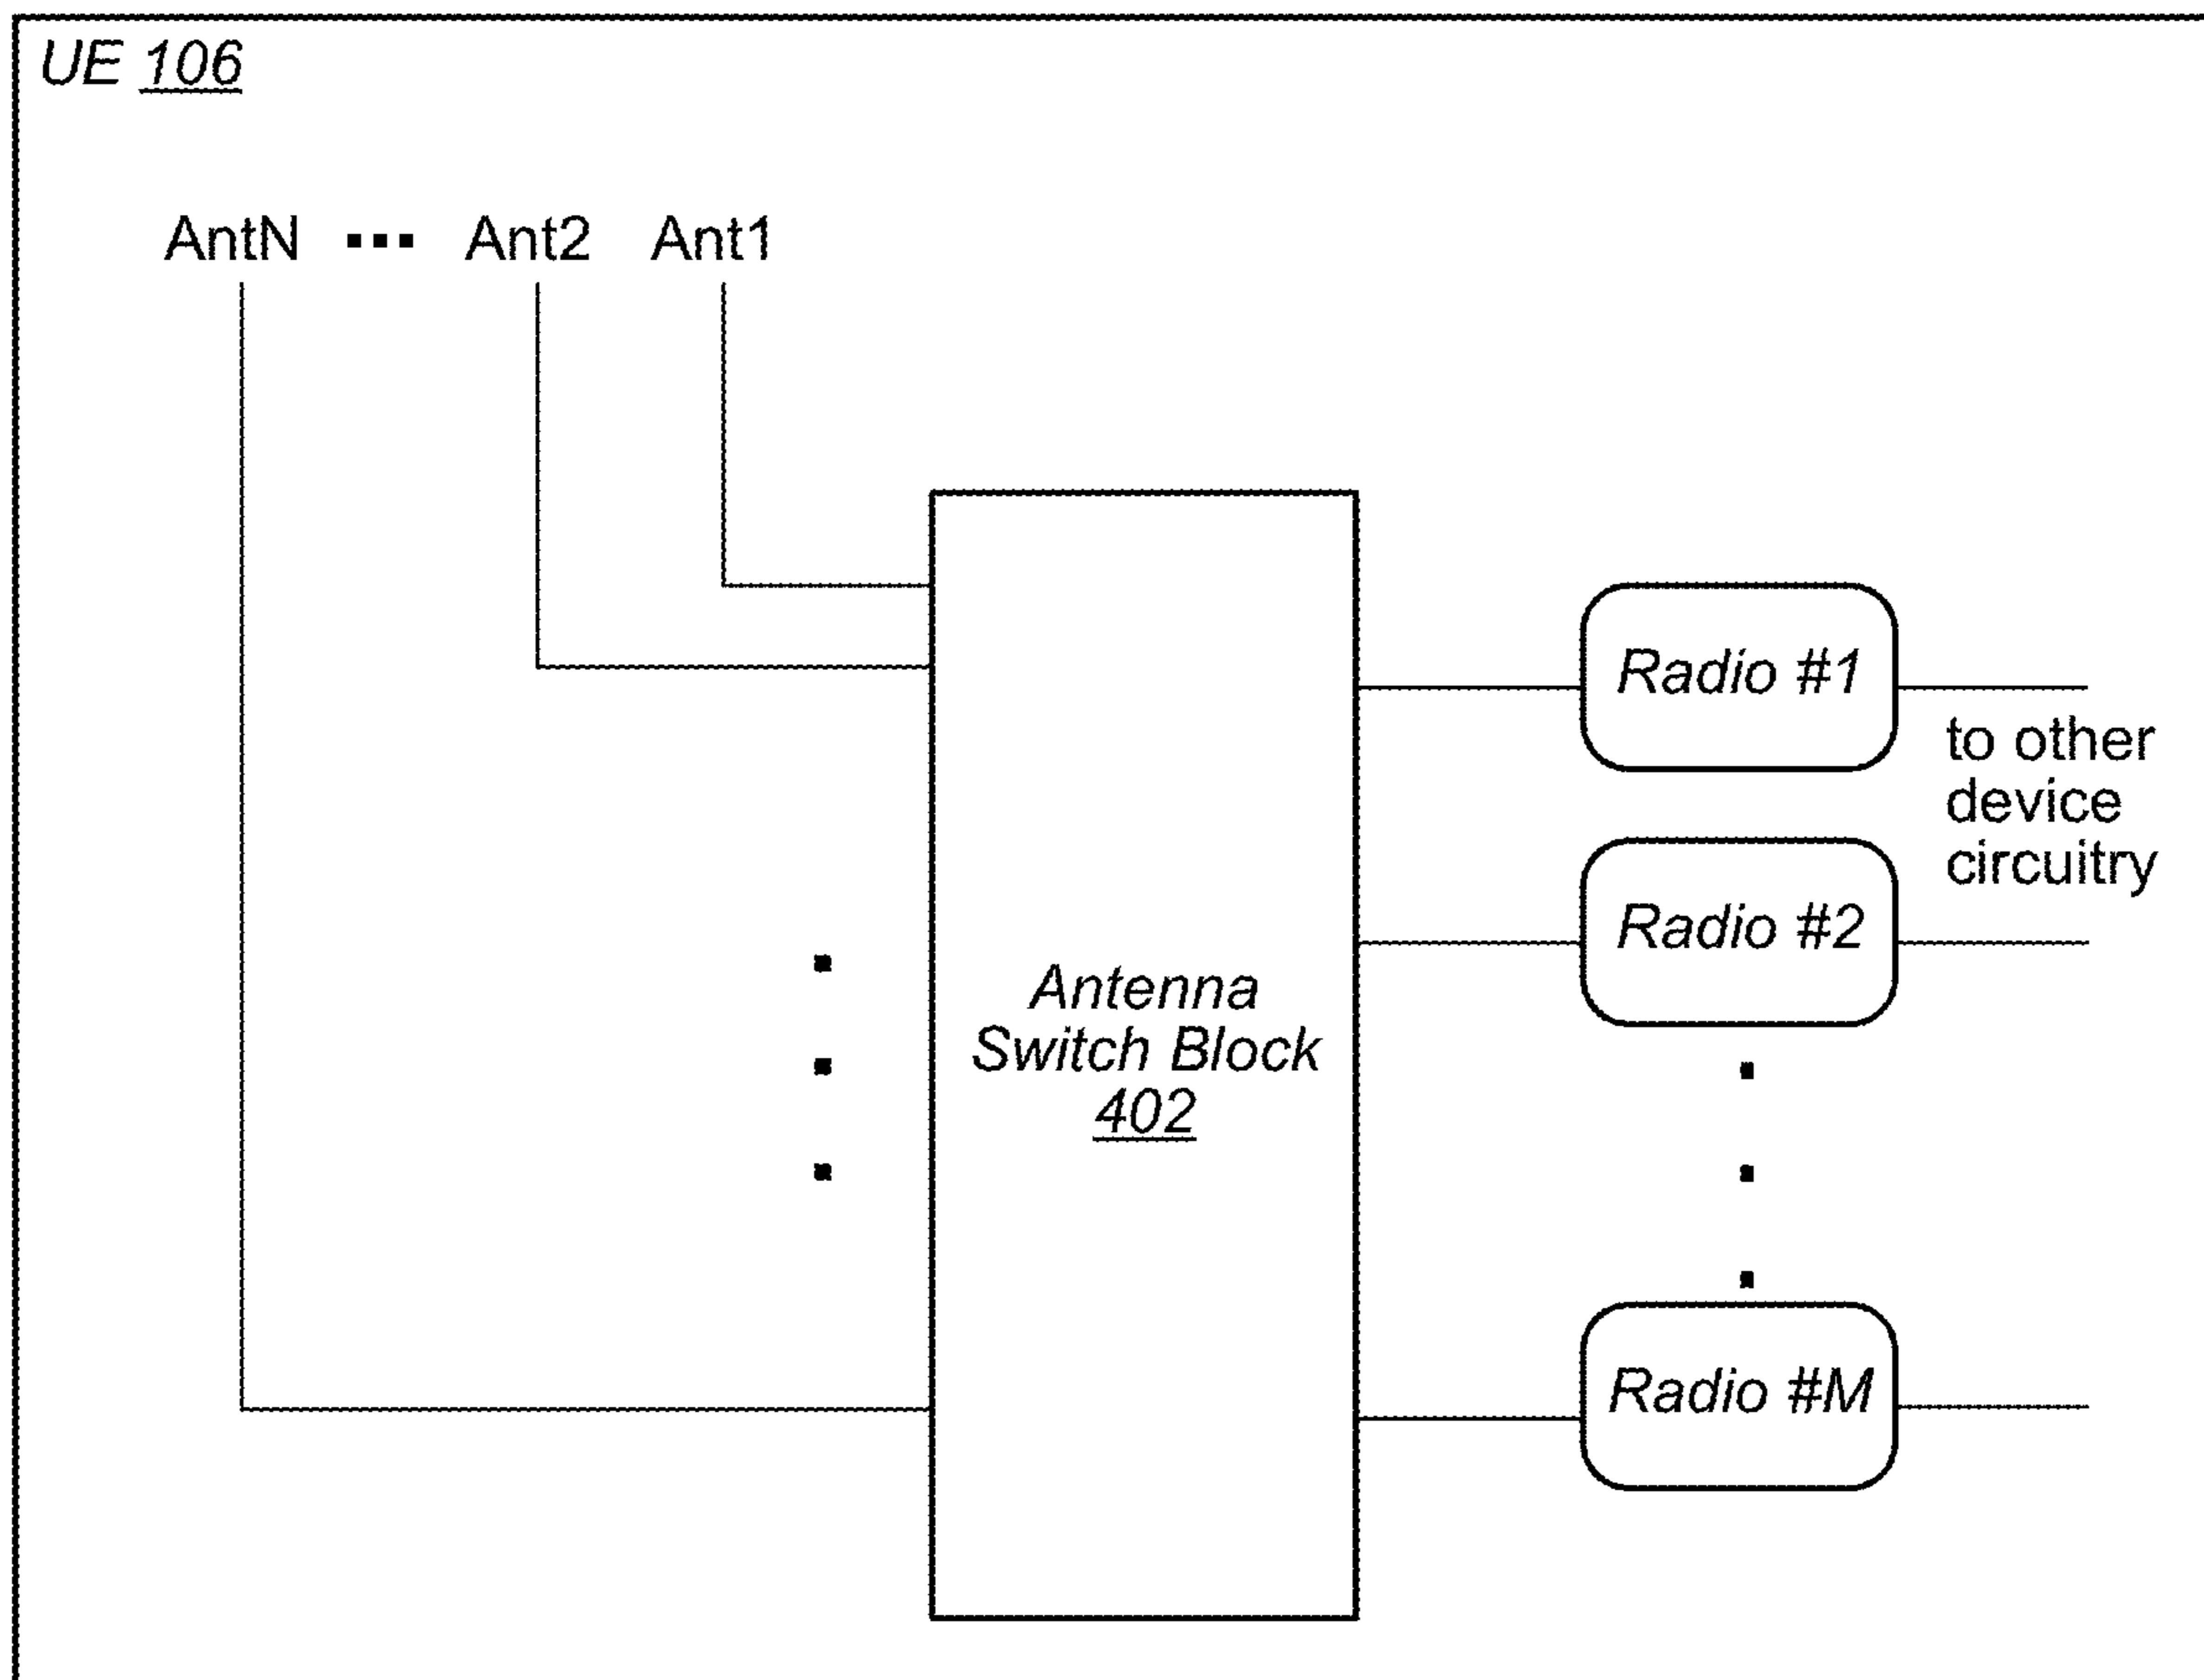 UE 106
AntN ... Ant2 Ant1
Radio #1
to other
device
circuitry
Radio #2
Antenna
Switch Block
402
Radio #M